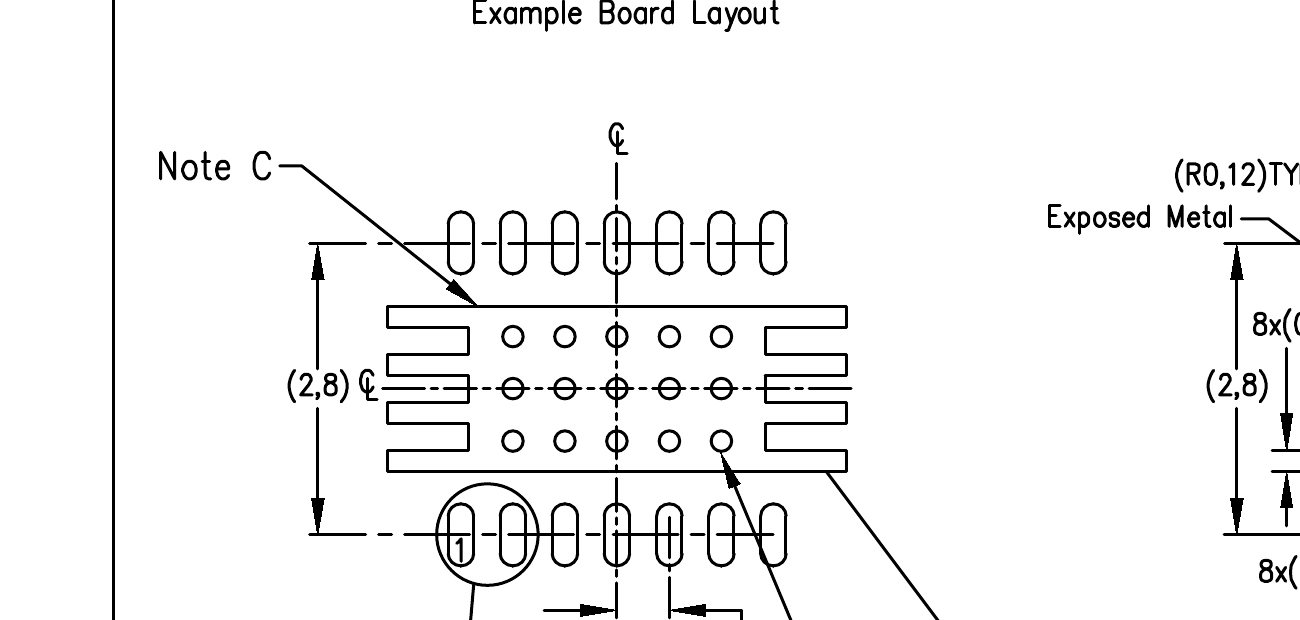 Example Board Layout
℄
Note C
(R0,12)TY
Exposed Metal
8x(
(2,8) ℄
(2,8)
1
8x(